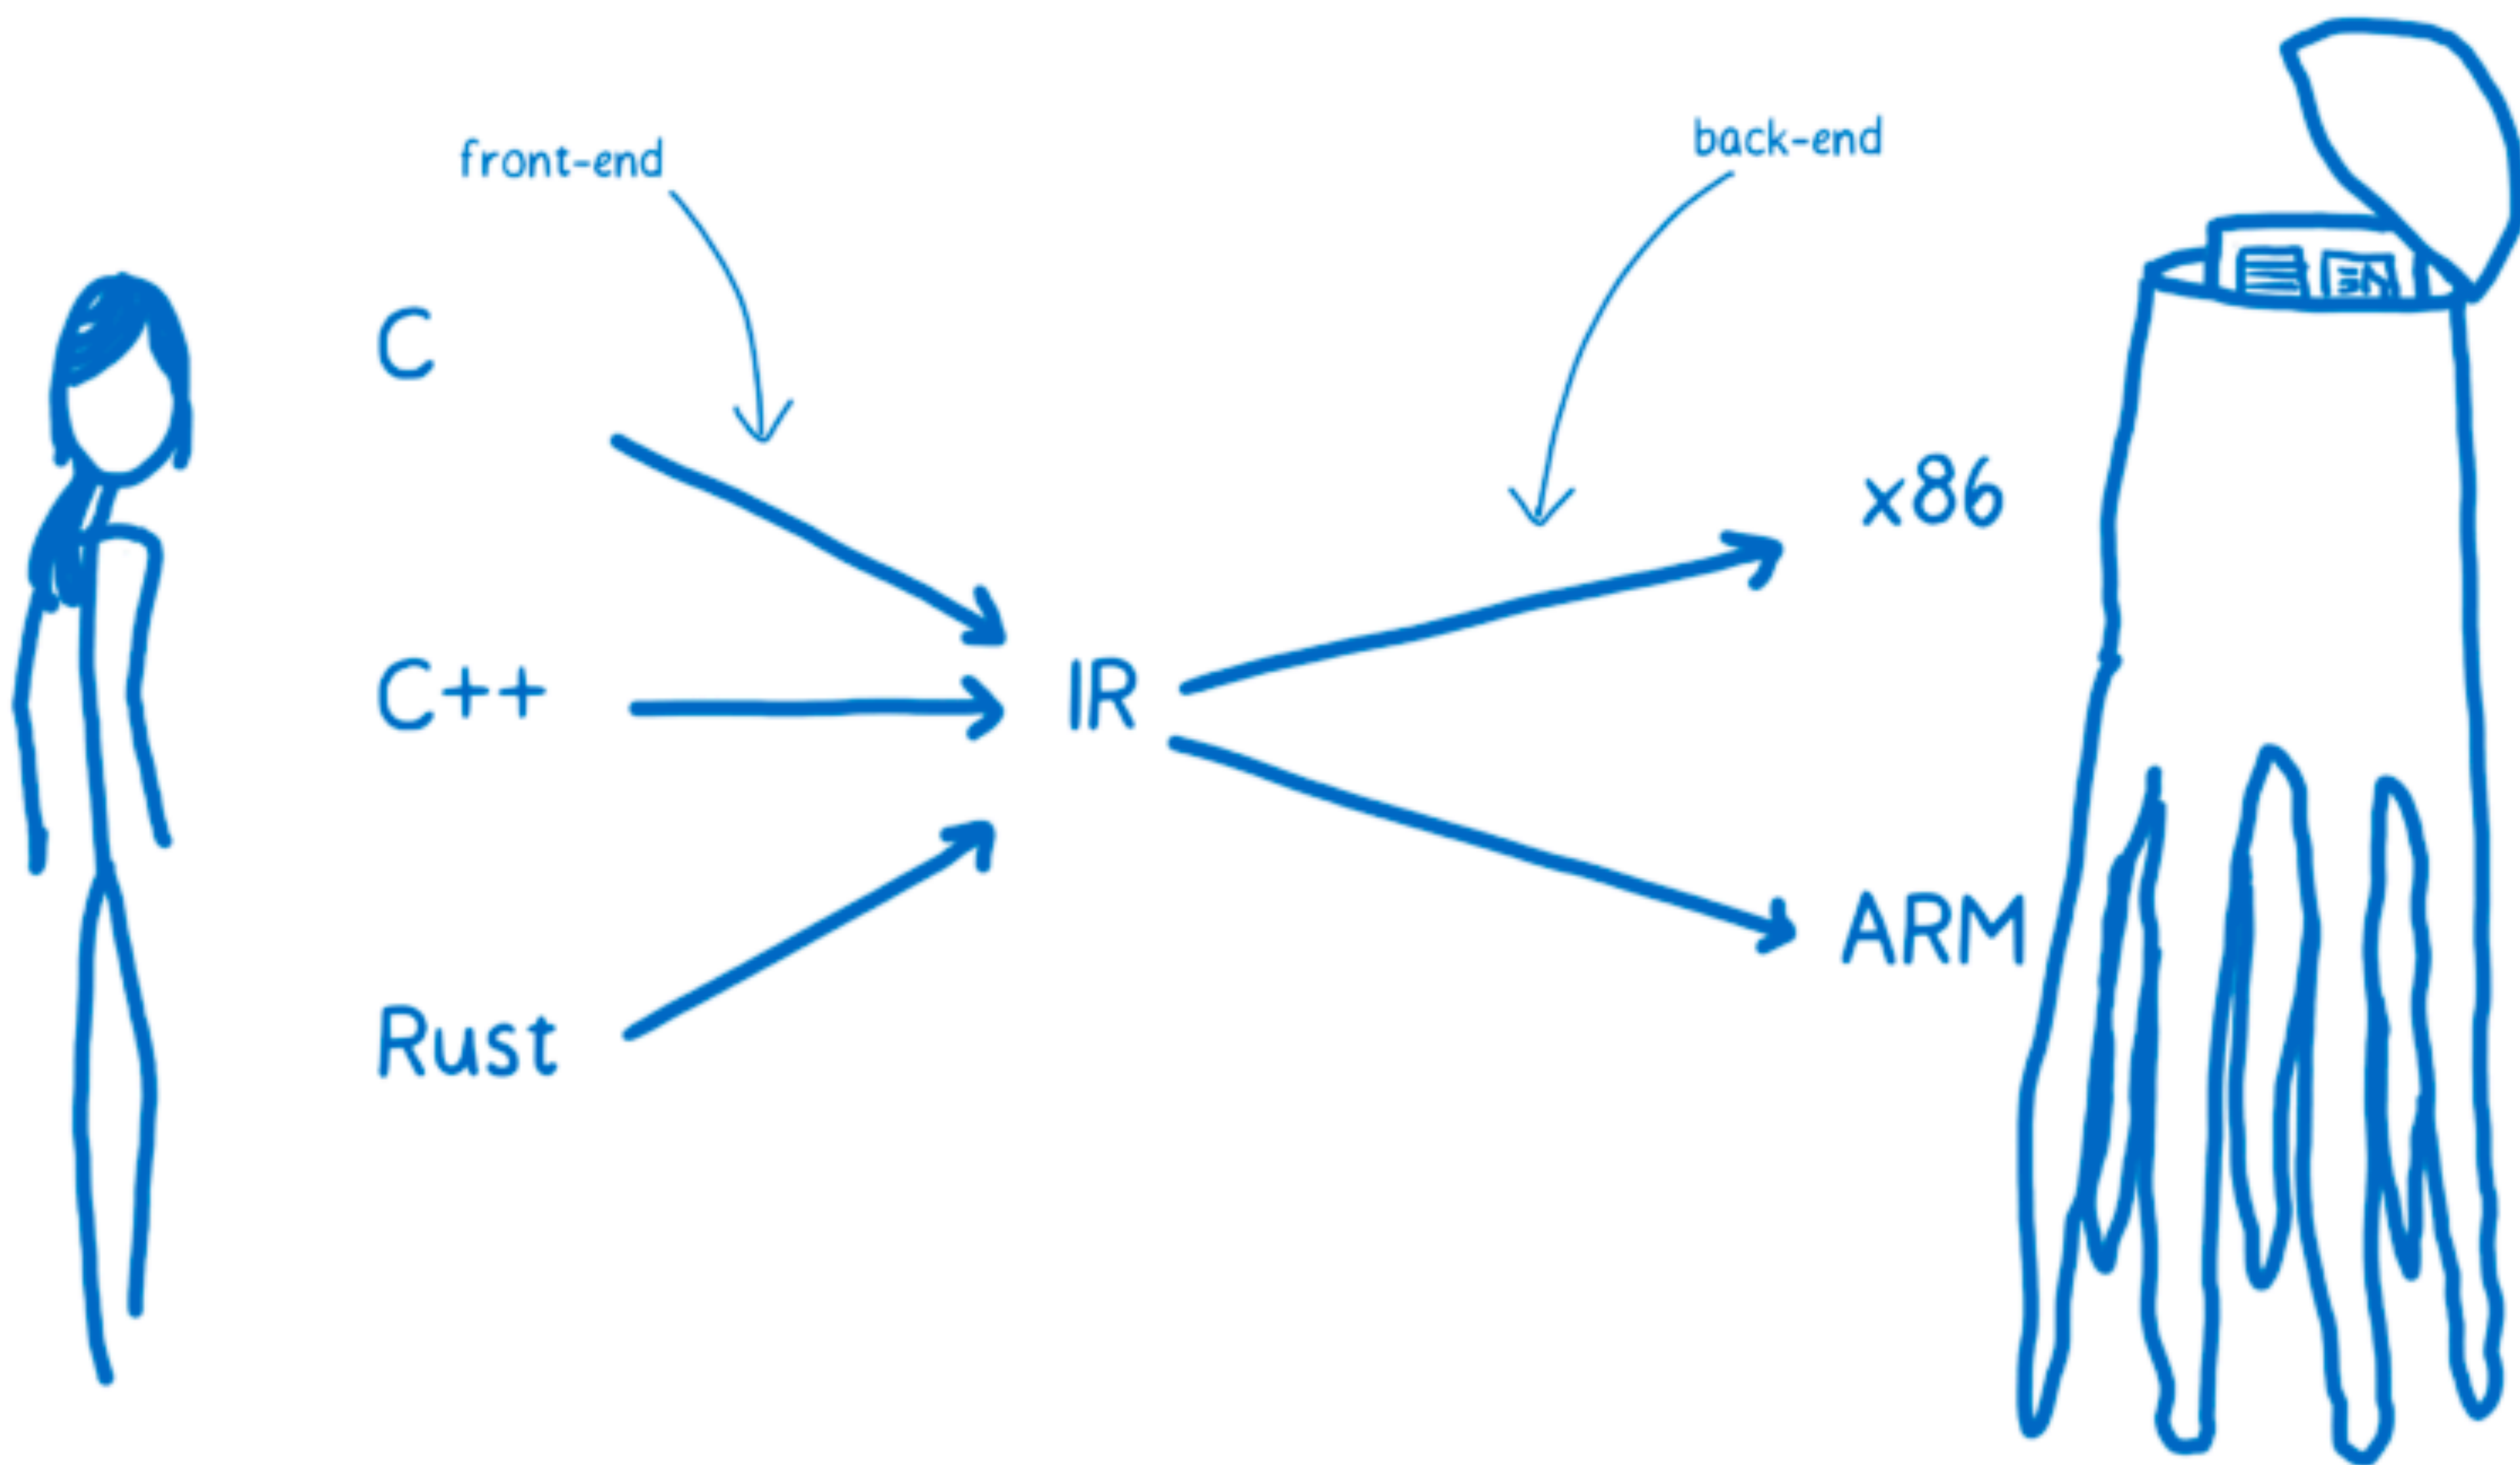 front-end
back-end
C
x86
C++
IR
ARM
Rust